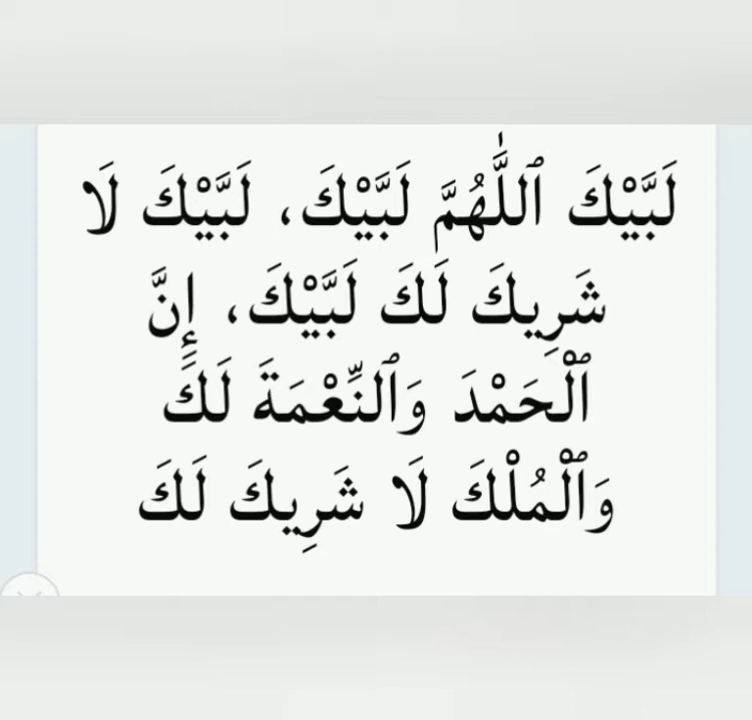 لَبَّيْكَ ٱللَّٰهُمَّ لَبَّيْكَ، لَبَّيْكَ لَا
شَرِيكَ لَكَ لَبَّيْكَ، إِنَّ
ٱلْحَمْدَ وَٱلنِّعْمَةَ لَكَ
وَٱلْمُلْكَ لَا شَرِيكَ لَكَ